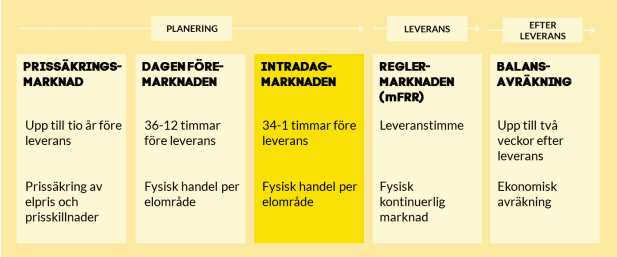 PLANERING
LEVERANS
EFTER
LEVERANS
PRISSÄKRINGS-
MARKNAD
Upp till tio år före
leverans
Prissäkring av
elpris och
prisskillnader
DAGEN FÖRE-
MARKNADEN
36-12 timmar
före leverans
Fysisk handel per
elområde
INTRADAG-
MARKNADEN
34-1 timmar före
leverans
Fysisk handel per
elområde
REGLER-
MARKNADEN
(mFRR)
Leveranstimme
Fysisk
kontinuerlig
marknad
BALANS-
AVRÄKNING
Upp till två
veckor efter
leverans
Ekonomisk
avräkning